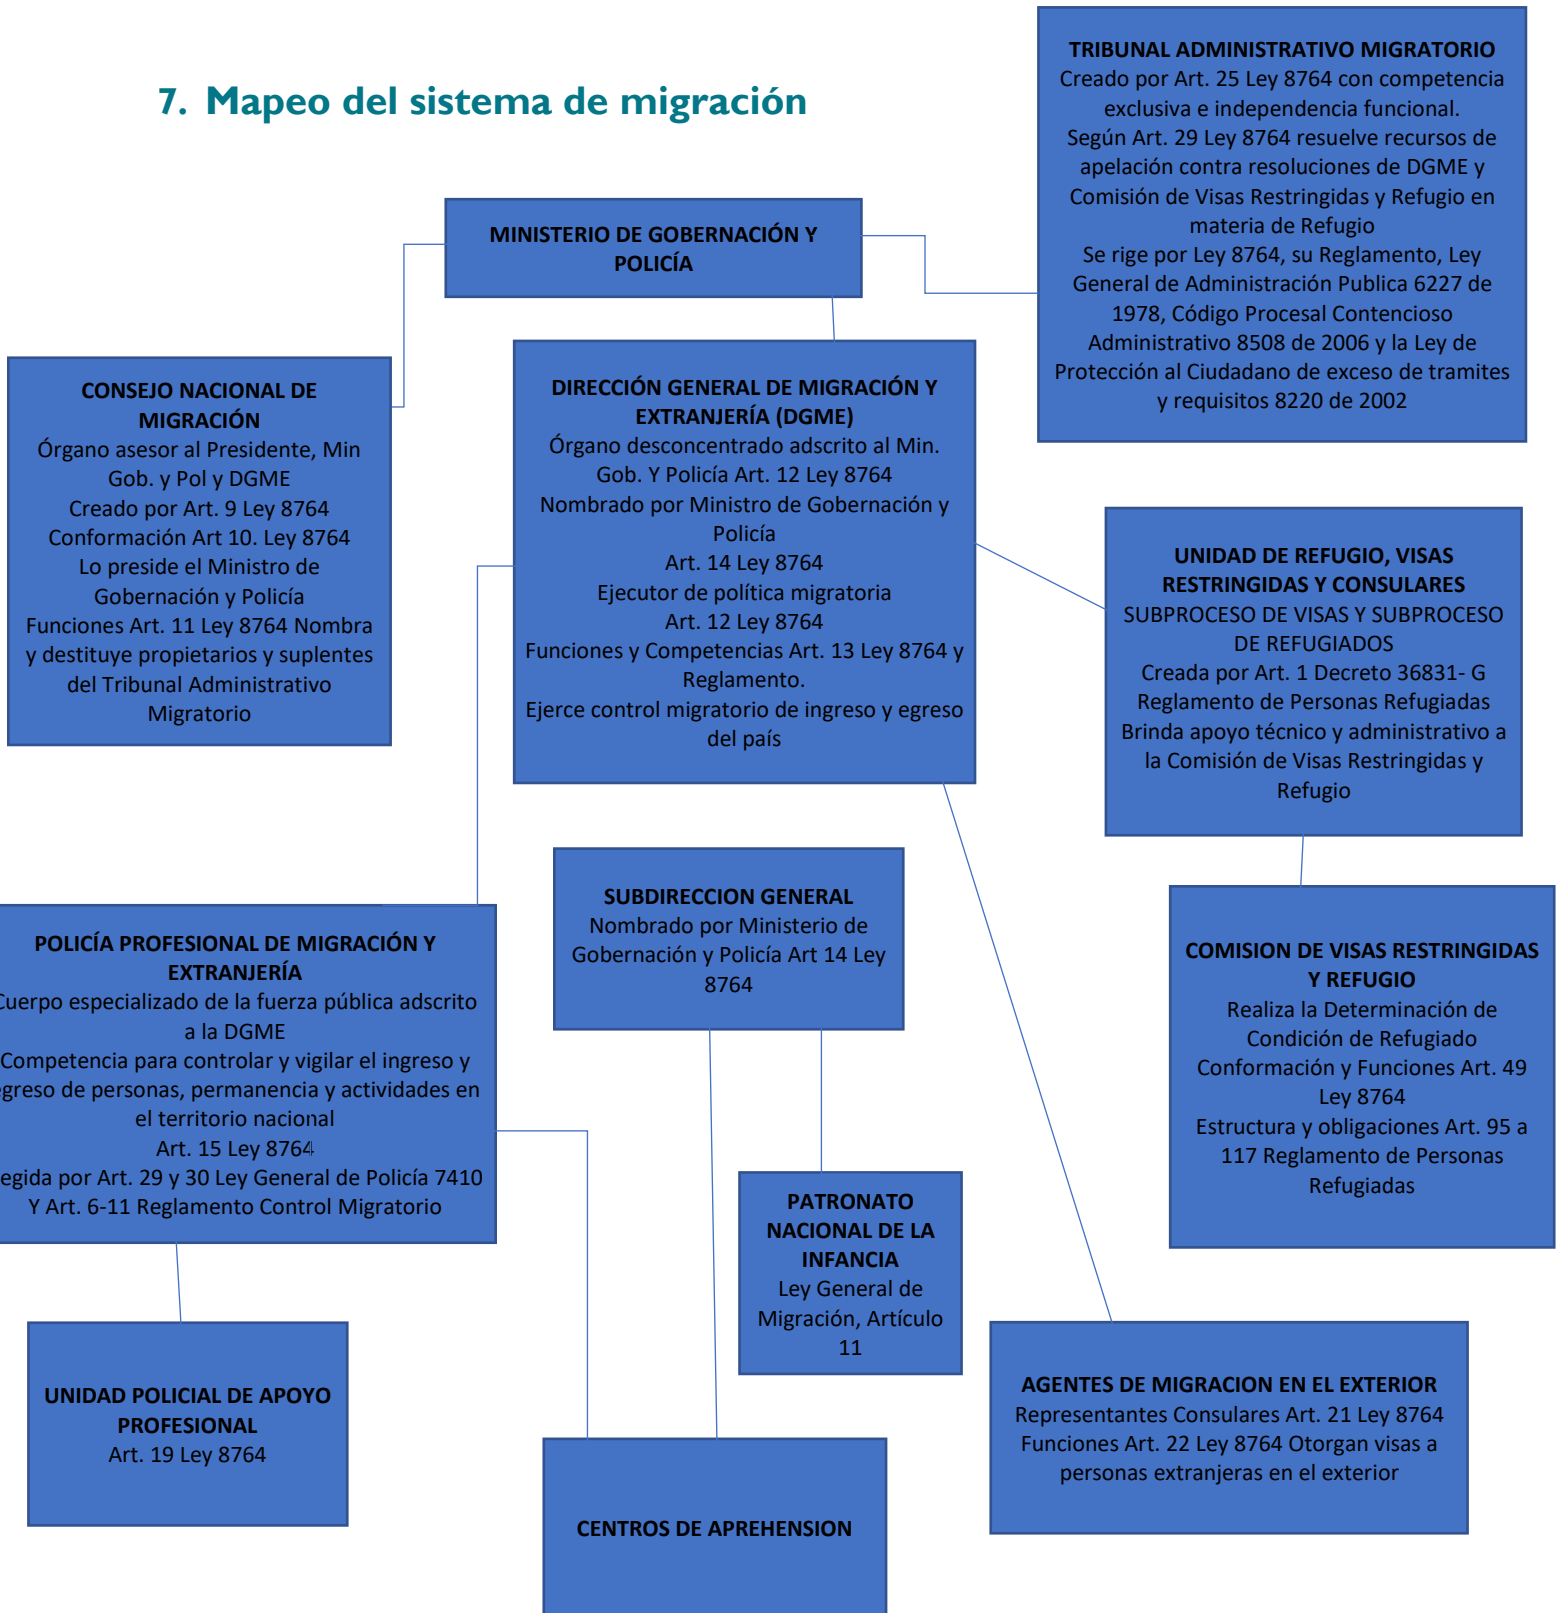 7. Mapeo del sistema de migración
TRIBUNAL ADMINISTRATIVO MIGRATORIO
Creado por Art. 25 Ley 8764 con competencia
exclusiva e independencia funcional.
Según Art. 29 Ley 8764 resuelve recursos de
apelación contra resoluciones de DGME y
Comisión de Visas Restringidas y Refugio en
materia de Refugio
Se rige por Ley 8764, su Reglamento, Ley
General de Administración Publica 6227 de
1978, Código Procesal Contencioso
Administrativo 8508 de 2006 y la Ley de
Protección al Ciudadano de exceso de tramites
y requisitos 8220 de 2002
MINISTERIO DE GOBERNACIÓN Y
POLICÍA
CONSEJO NACIONAL DE
MIGRACIÓN
Órgano asesor al Presidente, Min
Gob. y Pol y DGME
Creado por Art. 9 Ley 8764
Conformación Art 10. Ley 8764
Lo preside el Ministro de
Gobernación y Policía
Funciones Art. 11 Ley 8764 Nombra
y destituye propietarios y suplentes
del Tribunal Administrativo
Migratorio
DIRECCIÓN GENERAL DE MIGRACIÓN Y
EXTRANJERÍA (DGME)
Órgano desconcentrado adscrito al Min.
Gob. Y Policía Art. 12 Ley 8764
Nombrado por Ministro de Gobernación y
Policía
Art. 14 Ley 8764
Ejecutor de política migratoria
Art. 12 Ley 8764
Funciones y Competencias Art. 13 Ley 8764 y
Reglamento.
Ejerce control migratorio de ingreso y egreso
del país
UNIDAD DE REFUGIO, VISAS
RESTRINGIDAS Y CONSULARES
SUBPROCESO DE VISAS Y SUBPROCESO
DE REFUGIADOS
Creada por Art. 1 Decreto 36831- G
Reglamento de Personas Refugiadas
Brinda apoyo técnico y administrativo a
la Comisión de Visas Restringidas y
Refugio
SUBDIRECCION GENERAL
Nombrado por Ministerio de
Gobernación y Policía Art 14 Ley
8764
POLICÍA PROFESIONAL DE MIGRACIÓN Y
EXTRANJERÍA
Cuerpo especializado de la fuerza pública adscrito
a la DGME
Competencia para controlar y vigilar el ingreso y
egreso de personas, permanencia y actividades en
el territorio nacional
Art. 15 Ley 8764
egida por Art. 29 y 30 Ley General de Policía 7410
Y Art. 6-11 Reglamento Control Migratorio
COMISION DE VISAS RESTRINGIDAS
Y REFUGIO
Realiza la Determinación de
Condición de Refugiado
Conformación y Funciones Art. 49
Ley 8764
Estructura y obligaciones Art. 95 a
117 Reglamento de Personas
Refugiadas
PATRONATO
NACIONAL DE LA
INFANCIA
Ley General de
Migración, Artículo
11
UNIDAD POLICIAL DE APOYO
PROFESIONAL
Art. 19 Ley 8764
AGENTES DE MIGRACION EN EL EXTERIOR
Representantes Consulares Art. 21 Ley 8764
Funciones Art. 22 Ley 8764 Otorgan visas a
personas extranjeras en el exterior
CENTROS DE APREHENSION